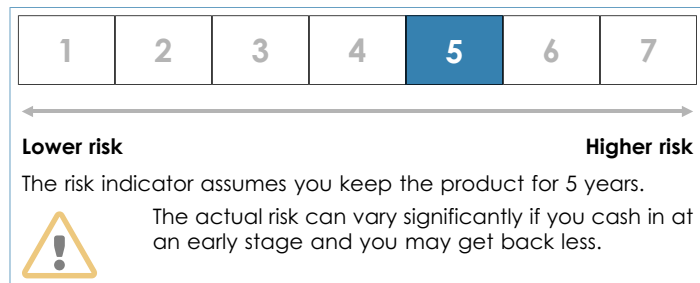 1 2 3 4 5 6 7
Lower risk Higher risk
The risk indicator assumes you keep the product for 5 years.
The actual risk can vary significantly if you cash in at
an early stage and you may get back less.